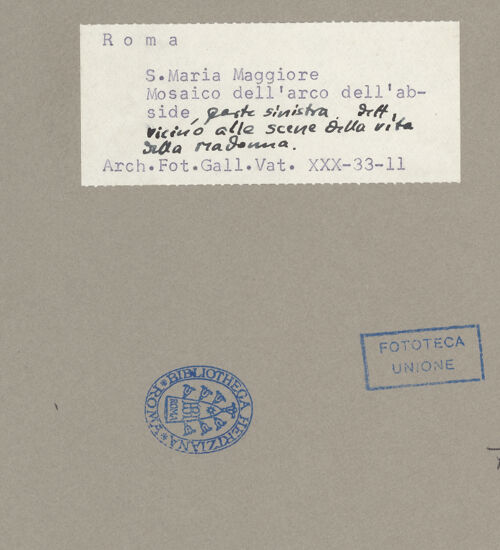 R o m a
S.Maria Maggiore
Mosaico dell'arco dell'ab-
side, parte sinistra, dett.
vicino alle scene della vita
della Madonna.
Arch.Fot.Gall.Vat. XXX-33-11
FOTOTECA
UNIONE
BIBLIOTHECA HERTZIANA ROMA
ROMA